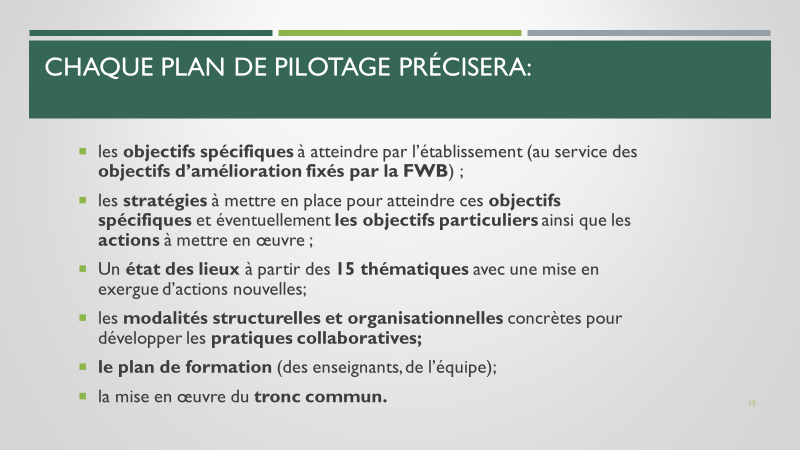 CHAQUE PLAN DE PILOTAGE PRÉCISERA:
les objectifs spécifiques à atteindre par l'établissement (au service des
objectifs d'amélioration fixés par la FWB) ;
les stratégies à mettre en place pour atteindre ces objectifs
spécifiques et éventuellement les objectifs particuliers ainsi que les
actions à mettre en œuvre ;
Un état des lieux à partir des 15 thématiques avec une mise en
exergue d'actions nouvelles;
les modalités structurelles et organisationnelles concrètes pour
développer les pratiques collaboratives;
le plan de formation (des enseignants, de l'équipe);
la mise en œuvre du tronc commun.
15